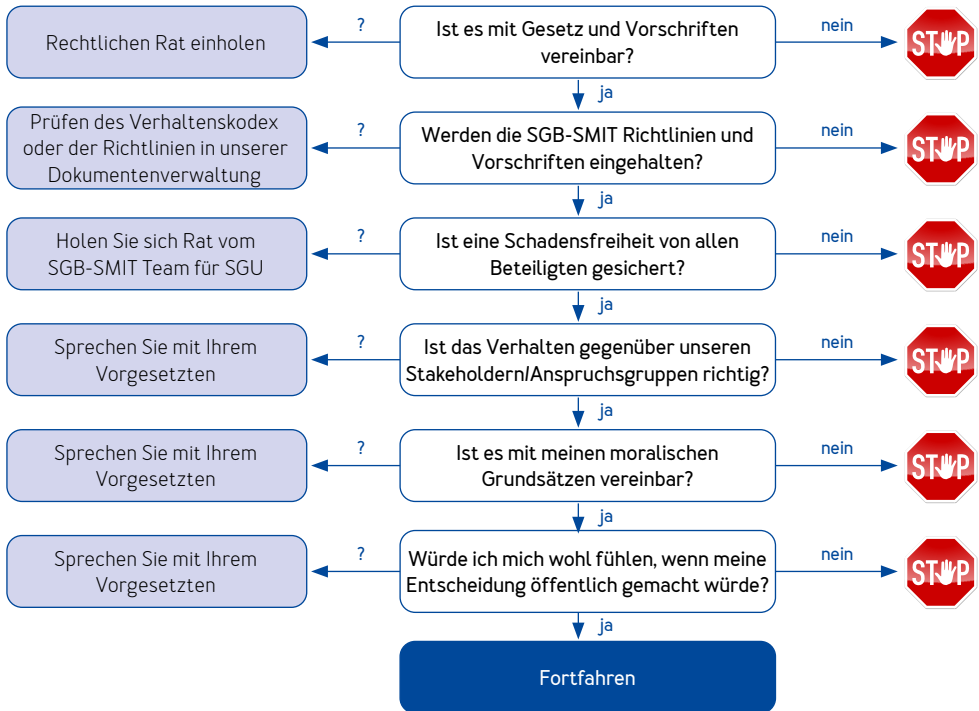 Rechtlichen Rat einholen
?
Ist es mit Gesetz und Vorschriften
vereinbar?
nein
STOP
ja
Prüfen des Verhaltenskodex
oder der Richtlinien in unserer
Dokumentenverwaltung
?
Werden die SGB-SMIT Richtlinien und
Vorschriften eingehalten?
nein
STOP
ja
Holen Sie sich Rat vom
SGB-SMIT Team für SGU
?
Ist eine Schadensfreiheit von allen
Beteiligten gesichert?
nein
STOP
ja
Sprechen Sie mit Ihrem
Vorgesetzten
?
Ist das Verhalten gegenüber unseren
Stakeholdern/Anspruchsgruppen richtig?
nein
STOP
ja
Sprechen Sie mit Ihrem
Vorgesetzten
?
Ist es mit meinen moralischen
Grundsätzen vereinbar?
nein
STOP
ja
Sprechen Sie mit Ihrem
Vorgesetzten
?
Würde ich mich wohl fühlen, wenn meine
Entscheidung öffentlich gemacht würde?
nein
STOP
ja
Fortfahren